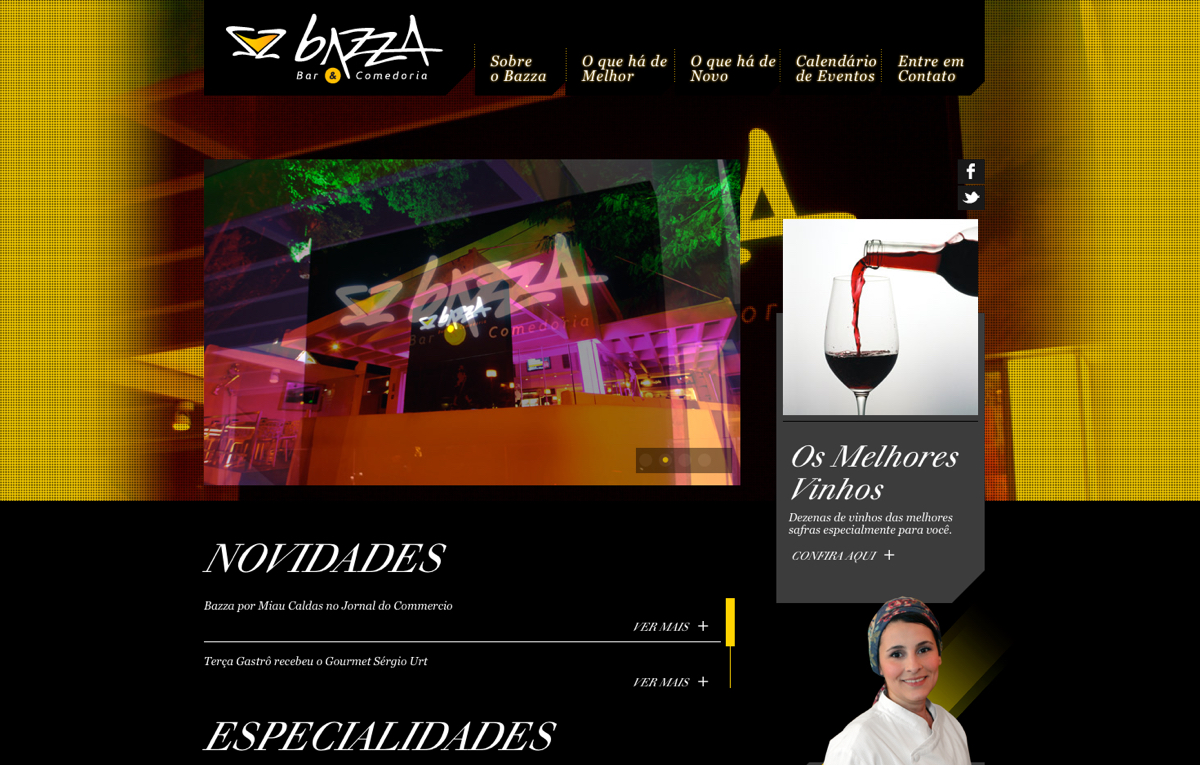 bazza
Bar & Comedoria
Sobre
o Bazza
O que há de
Melhor
O que há de
Novo
Calendário
de Eventos
Entre em
Contato
bazza
Bar
Comedoria
bazza
Os Melhores
Vinhos
Dezenas de vinhos das melhores
safras especialmente para você.
CONFIRA AQUI +
NOVIDADES
Bazza por Miau Caldas no Jornal do Commercio
VER MAIS +
Terça Gastrô recebeu o Gourmet Sérgio Urt
VER MAIS +
ESPECIALIDADES